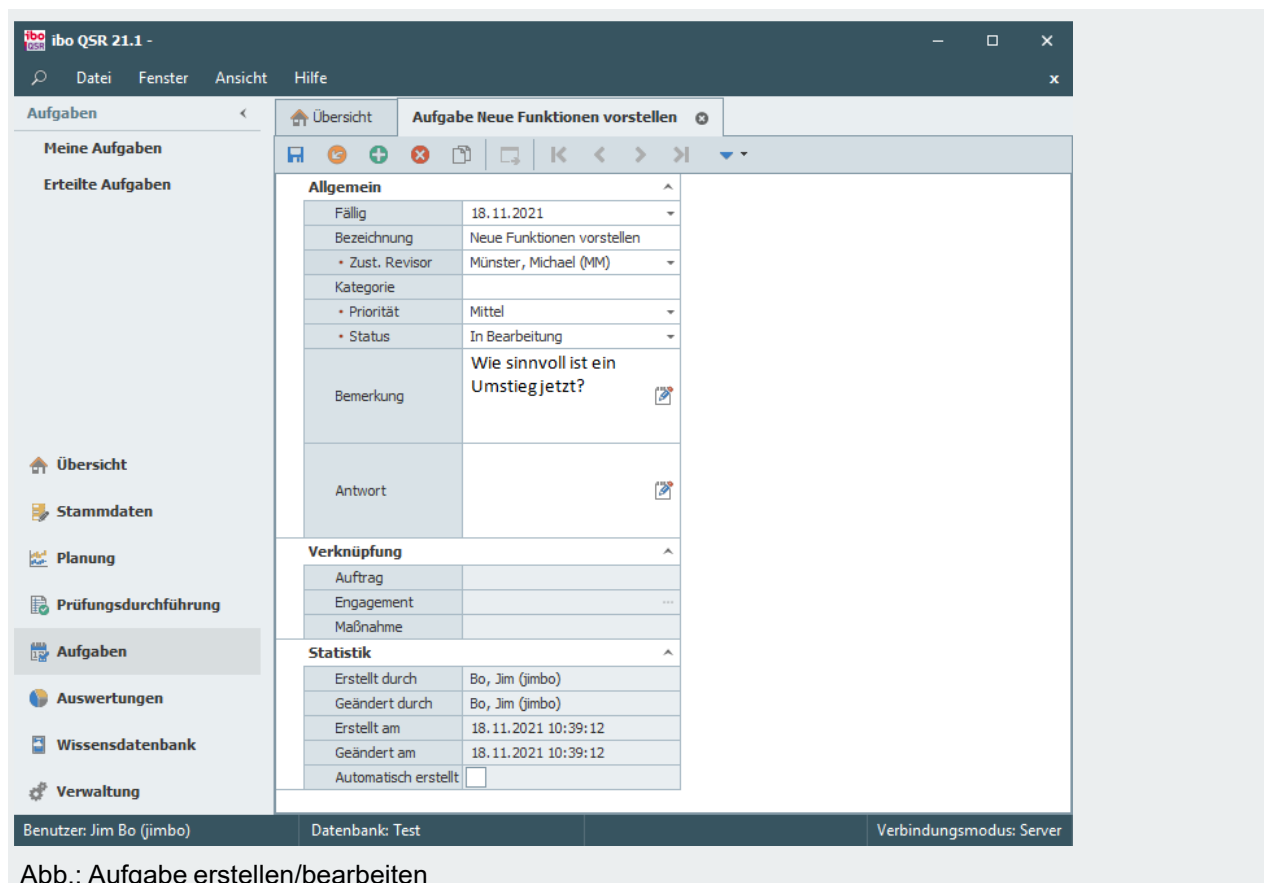 ibo QSR ibo QSR 21.1 -
Datei Fenster Ansicht Hilfe x
Aufgaben
Meine Aufgaben
Erteilte Aufgaben
Übersicht
Stammdaten
Planung
Prüfungsdurchführung
Aufgaben
Auswertungen
Wissensdatenbank
Verwaltung
Übersicht Aufgabe Neue Funktionen vorstellen
Allgemein
Fällig 18.11.2021
Bezeichnung Neue Funktionen vorstellen
• Zust. Revisor Münster, Michael (MM)
Kategorie
• Priorität Mittel
• Status In Bearbeitung
Bemerkung Wie sinnvoll ist ein
Umstieg jetzt?
Antwort
Verknüpfung
Auftrag
Engagement ...
Maßnahme
Statistik
Erstellt durch Bo, Jim (jimbo)
Geändert durch Bo, Jim (jimbo)
Erstellt am 18.11.2021 10:39:12
Geändert am 18.11.2021 10:39:12
Automatisch erstellt
Benutzer: Jim Bo (jimbo) Datenbank: Test Verbindungsmodus: Server
Abb.: Aufgabe erstellen/bearbeiten